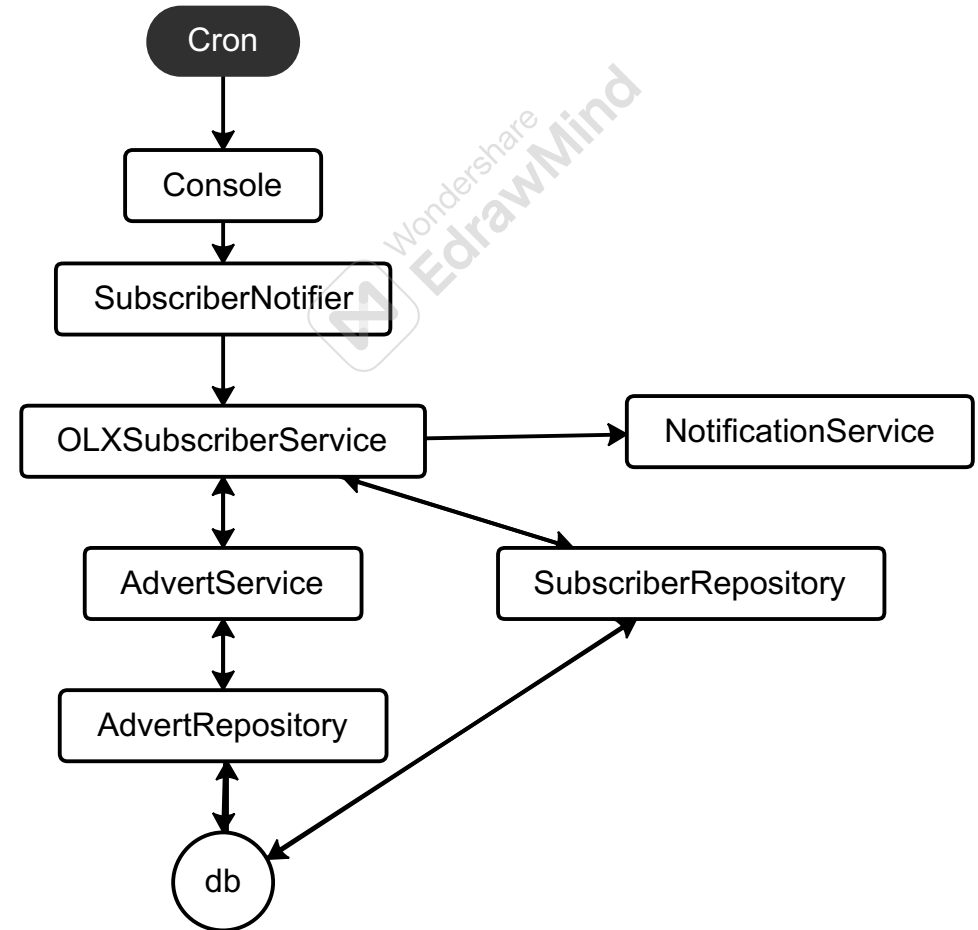 Cron
Console
Wondershare
EdrawMind
SubscriberNotifier
OLXSubscriberService
NotificationService
AdvertService
SubscriberRepository
AdvertRepository
db